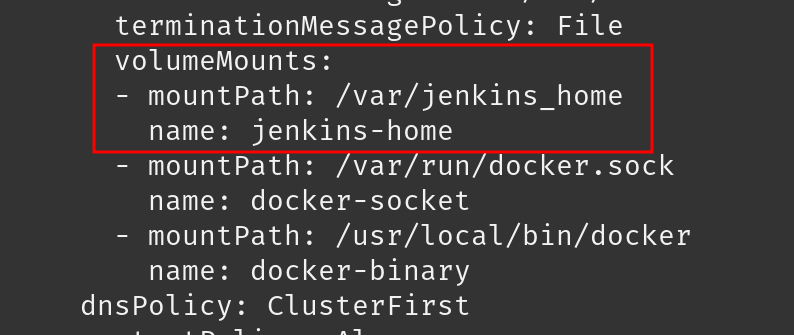 terminationMessagePolicy: File
volumeMounts:
- mountPath: /var/jenkins_home
name: jenkins-home
- mountPath: /var/run/docker.sock
name: docker-socket
- mountPath: /usr/local/bin/docker
name: docker-binary
dnsPolicy: ClusterFirst